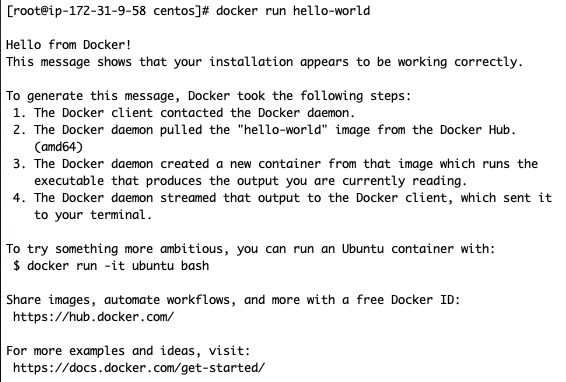 [root@ip-172-31-9-58 centos]# docker run hello-world
Hello from Docker!
This message shows that your installation appears to be working correctly.
To generate this message, Docker took the following steps:
1. The Docker client contacted the Docker daemon.
2. The Docker daemon pulled the "hello-world" image from the Docker Hub.
(amd64)
3. The Docker daemon created a new container from that image which runs the
executable that produces the output you are currently reading.
4. The Docker daemon streamed that output to the Docker client, which sent it
to your terminal.
To try something more ambitious, you can run an Ubuntu container with:
$ docker run -it ubuntu bash
Share images, automate workflows, and more with a free Docker ID:
https://hub.docker.com/
For more examples and ideas, visit:
https://docs.docker.com/get-started/